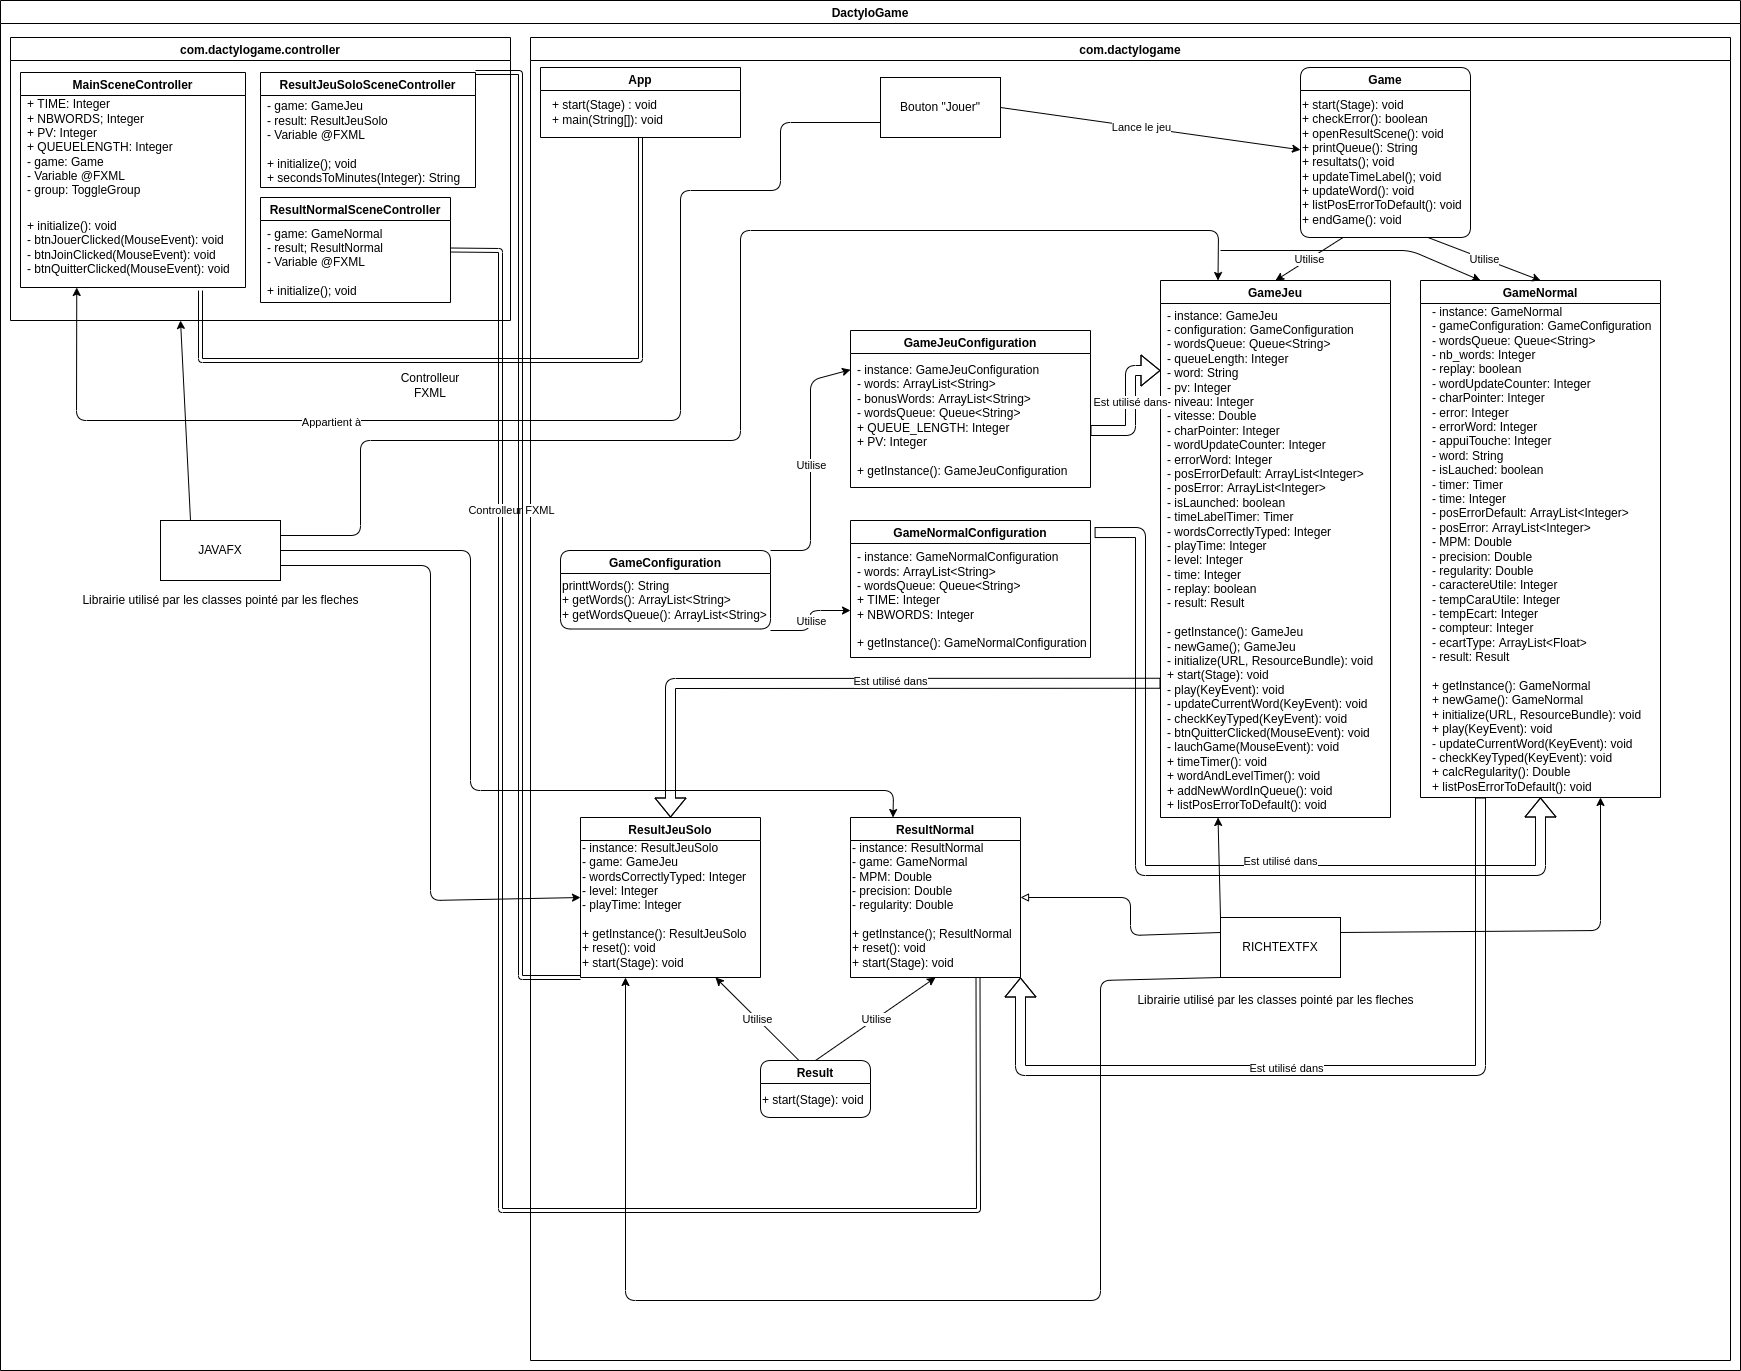 DactyloGame
com.dactylogame.controller
MainSceneController
+ TIME: Integer
+ NBWORDS; Integer
+ PV: Integer
+ QUEUELENGTH: Integer
- game: Game
- Variable @FXML
- group: ToggleGroup
+ initialize(): void
- btnJouerClicked(MouseEvent): void
- btnJoinClicked(MouseEvent): void
- btnQuitterClicked(MouseEvent): void
ResultJeuSoloSceneController
- game: GameJeu
- result: ResultJeuSolo
- Variable @FXML
+ initialize(); void
+ secondsToMinutes(Integer): String
ResultNormalSceneController
- game: GameNormal
- result; ResultNormal
- Variable @FXML
+ initialize(); void
com.dactylogame
App
+ start(Stage) : void
+ main(String[]): void
Bouton "Jouer"
Lance le jeu
Game
+ start(Stage): void
+ checkError(): boolean
+ openResultScene(): void
+ printQueue(): String
+ resultats(); void
+ updateTimeLabel(); void
+ updateWord(): void
+ listPosErrorToDefault(): void
+ endGame(): void
Utilise
Utilise
Controlleur
FXML
Appartient à
Controlleur FXML
JAVAFX
Librairie utilisé par les classes pointé par les fleches
GameJeuConfiguration
- instance: GameJeuConfiguration
- words: ArrayList<String>
- bonusWords: ArrayList<String>
- wordsQueue: Queue<String>
+ QUEUE_LENGTH: Integer
+ PV: Integer
+ getInstance(): GameJeuConfiguration
Est utilisé dans
Utilise
GameConfiguration
printtWords(): String
+ getWords(): ArrayList<String>
+ getWordsQueue(): ArrayList<String>
Utilise
GameNormalConfiguration
- instance: GameNormalConfiguration
- words: ArrayList<String>
- wordsQueue: Queue<String>
+ TIME: Integer
+ NBWORDS: Integer
+ getInstance(): GameNormalConfiguration
GameJeu
- instance: GameJeu
- configuration: GameConfiguration
- wordsQueue: Queue<String>
- queueLength: Integer
- word: String
- pv: Integer
- niveau: Integer
- vitesse: Double
- charPointer: Integer
- wordUpdateCounter: Integer
- errorWord: Integer
- posErrorDefault: ArrayList<Integer>
- posError: ArrayList<Integer>
- isLaunched: boolean
- timeLabelTimer: Timer
- wordsCorrectlyTyped: Integer
- playTime: Integer
- level: Integer
- time: Integer
- replay: boolean
- result: Result
- getInstance(): GameJeu
- newGame(); GameJeu
- initialize(URL, ResourceBundle): void
+ start(Stage): void
- play(KeyEvent): void
- updateCurrentWord(KeyEvent): void
- checkKeyTyped(KeyEvent): void
- btnQuitterClicked(MouseEvent): void
- lauchGame(MouseEvent): void
+ timeTimer(): void
+ wordAndLevelTimer(): void
+ addNewWordInQueue(): void
+ listPosErrorToDefault(): void
GameNormal
- instance: GameNormal
- gameConfiguration: GameConfiguration
- wordsQueue: Queue<String>
- nb_words: Integer
- replay: boolean
- wordUpdateCounter: Integer
- charPointer: Integer
- error: Integer
- errorWord: Integer
- appuiTouche: Integer
- word: String
- isLauched: boolean
- timer: Timer
- time: Integer
- posErrorDefault: ArrayList<Integer>
- posError: ArrayList<Integer>
- MPM: Double
- precision: Double
- regularity: Double
- caractereUtile: Integer
- tempCaraUtile: Integer
- tempEcart: Integer
- compteur: Integer
- ecartType: ArrayList<Float>
- result: Result
+ getInstance(): GameNormal
+ newGame(): GameNormal
+ initialize(URL, ResourceBundle): void
+ play(KeyEvent): void
- updateCurrentWord(KeyEvent): void
- checkKeyTyped(KeyEvent): void
+ calcRegularity(): Double
+ listPosErrorToDefault(): void
Est utilisé dans
ResultJeuSolo
- instance: ResultJeuSolo
- game: GameJeu
- wordsCorrectlyTyped: Integer
- level: Integer
- playTime: Integer
+ getInstance(): ResultJeuSolo
+ reset(): void
+ start(Stage): void
ResultNormal
- instance: ResultNormal
- game: GameNormal
- MPM: Double
- precision: Double
- regularity: Double
+ getInstance(); ResultNormal
+ reset(): void
+ start(Stage): void
Est utilisé dans
RICHTEXTFX
Librairie utilisé par les classes pointé par les fleches
Utilise
Utilise
Est utilisé dans
Result
+ start(Stage): void